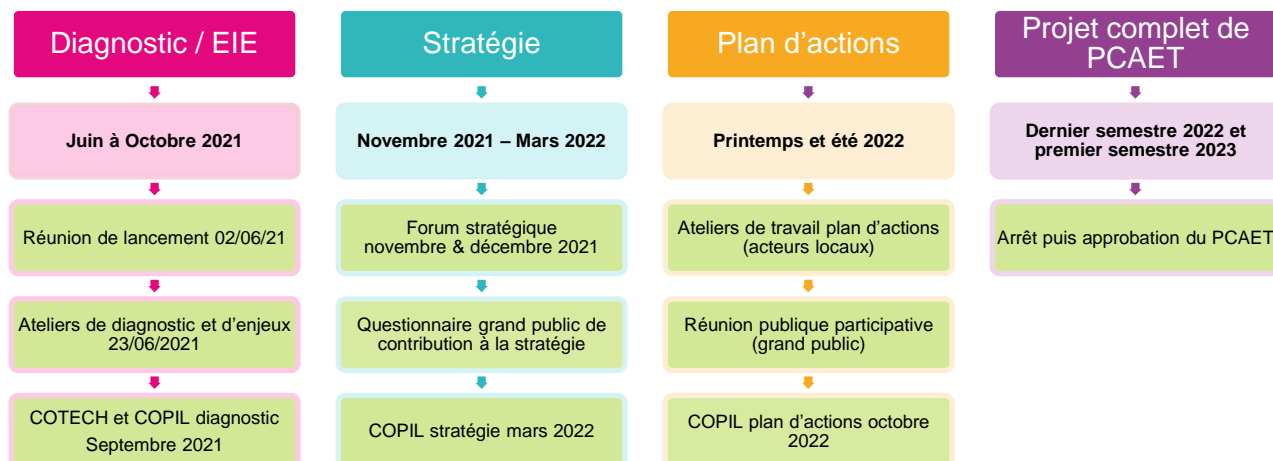 Diagnostic / EIE
Juin à Octobre 2021
Réunion de lancement 02/06/21
Ateliers de diagnostic et d'enjeux
23/06/2021
COTECH et COPIL diagnostic
Septembre 2021
Stratégie
Novembre 2021 – Mars 2022
Forum stratégique
novembre & décembre 2021
Questionnaire grand public de
contribution à la stratégie
COPIL stratégie mars 2022
Plan d'actions
Printemps et été 2022
Ateliers de travail plan d'actions
(acteurs locaux)
Réunion publique participative
(grand public)
COPIL plan d'actions octobre
2022
Projet complet de
PCAET
Dernier semestre 2022 et
premier semestre 2023
Arrêt puis approbation du PCAET